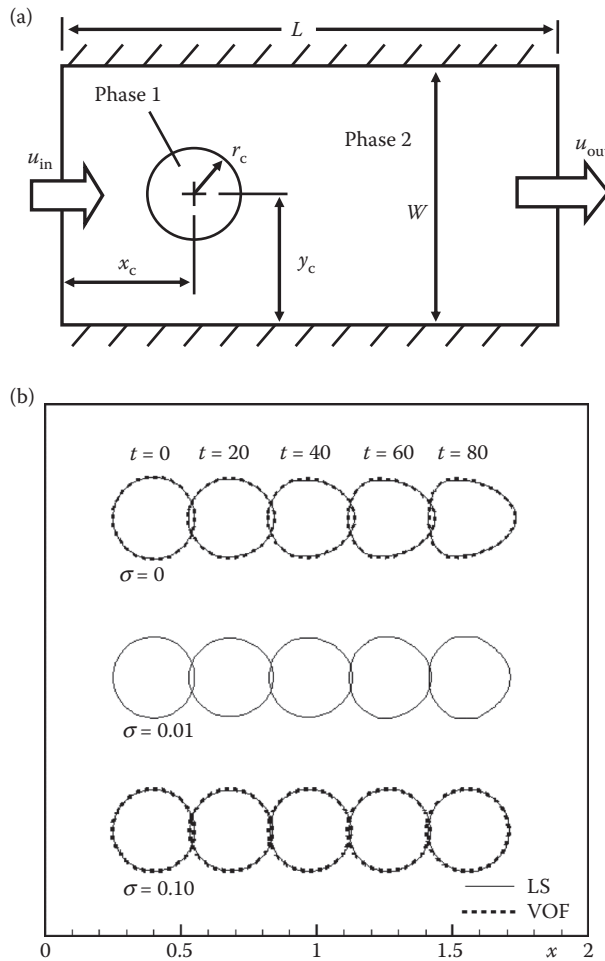 (a)
L
Phase 1
Phase 2
u_in
r_c
u_out
W
x_c
y_c
(b)
t = 0 t = 20 t = 40 t = 60 t = 80
σ = 0
σ = 0.01
σ = 0.10
LS
VOF
0 0.5 1 1.5 x 2